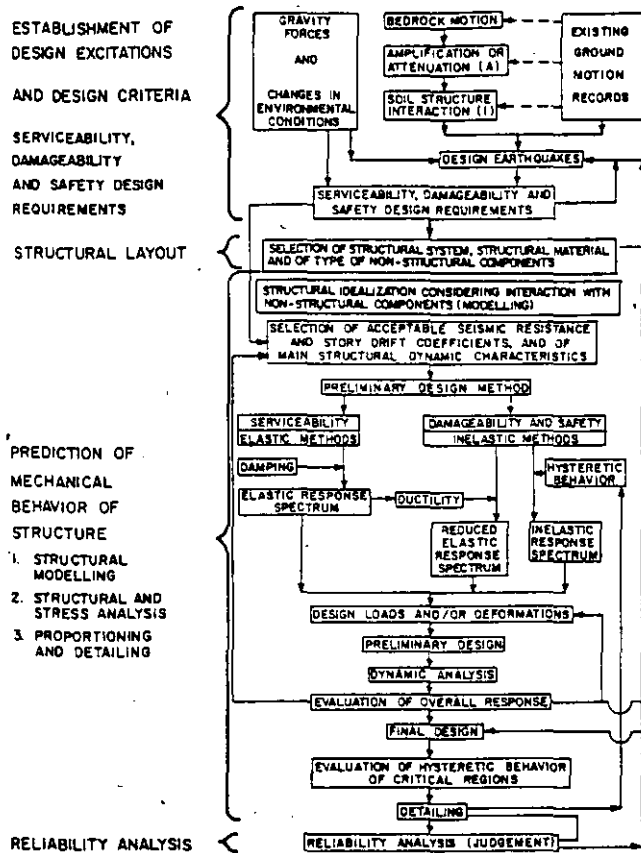 ESTABLISHMENT OF
DESIGN EXCITATIONS
AND DESIGN CRITERIA
SERVICEABILITY,
DAMAGEABILITY
AND SAFETY DESIGN
REQUIREMENTS
GRAVITY
FORCES
AND
CHANGES IN
ENVIRONMENTAL
CONDITIONS
BEDROCK MOTION
AMPLIFICATION OR
ATTENUATION (A)
SOIL STRUCTURE
INTERACTION (I)
EXISTING
GROUND
MOTION
RECORDS
DESIGN EARTHQUAKES
SERVICEABILITY, DAMAGEABILITY AND
SAFETY DESIGN REQUIREMENTS
STRUCTURAL LAYOUT
SELECTION OF STRUCTURAL SYSTEM, STRUCTURAL MATERIAL
AND OF TYPE OF NON-STRUCTURAL COMPONENTS
STRUCTURAL IDEALIZATION CONSIDERING INTERACTION WITH
NON-STRUCTURAL COMPONENTS (MODELLING)
SELECTION OF ACCEPTABLE SEISMIC RESISTANCE
AND STORY DRIFT COEFFICIENTS, AND OF
MAIN STRUCTURAL DYNAMIC CHARACTERISTICS
PRELIMINARY DESIGN METHOD
SERVICEABILITY
ELASTIC METHODS
DAMAGEABILITY AND SAFETY
INELASTIC METHODS
DAMPING
HYSTERETIC
BEHAVIOR
ELASTIC RESPONSE
SPECTRUM
DUCTILITY
REDUCED
ELASTIC
RESPONSE
SPECTRUM
INELASTIC
RESPONSE
SPECTRUM
PREDICTION OF
MECHANICAL
BEHAVIOR OF
STRUCTURE
1. STRUCTURAL
MODELLING
2. STRUCTURAL AND
STRESS ANALYSIS
3. PROPORTIONING
AND DETAILING
DESIGN LOADS AND/OR DEFORMATIONS
PRELIMINARY DESIGN
DYNAMIC ANALYSIS
EVALUATION OF OVERALL RESPONSE
FINAL DESIGN
EVALUATION OF HYSTERETIC BEHAVIOR
OF CRITICAL REGIONS
DETAILING
RELIABILITY ANALYSIS
RELIABILITY ANALYSIS (JUDGEMENT)